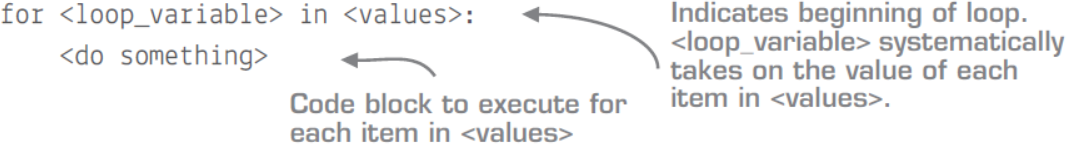 for <loop_variable> in <values>:
<do something>
Indicates beginning of loop.
<loop_variable> systematically
takes on the value of each
item in <values>.
Code block to execute for
each item in <values>